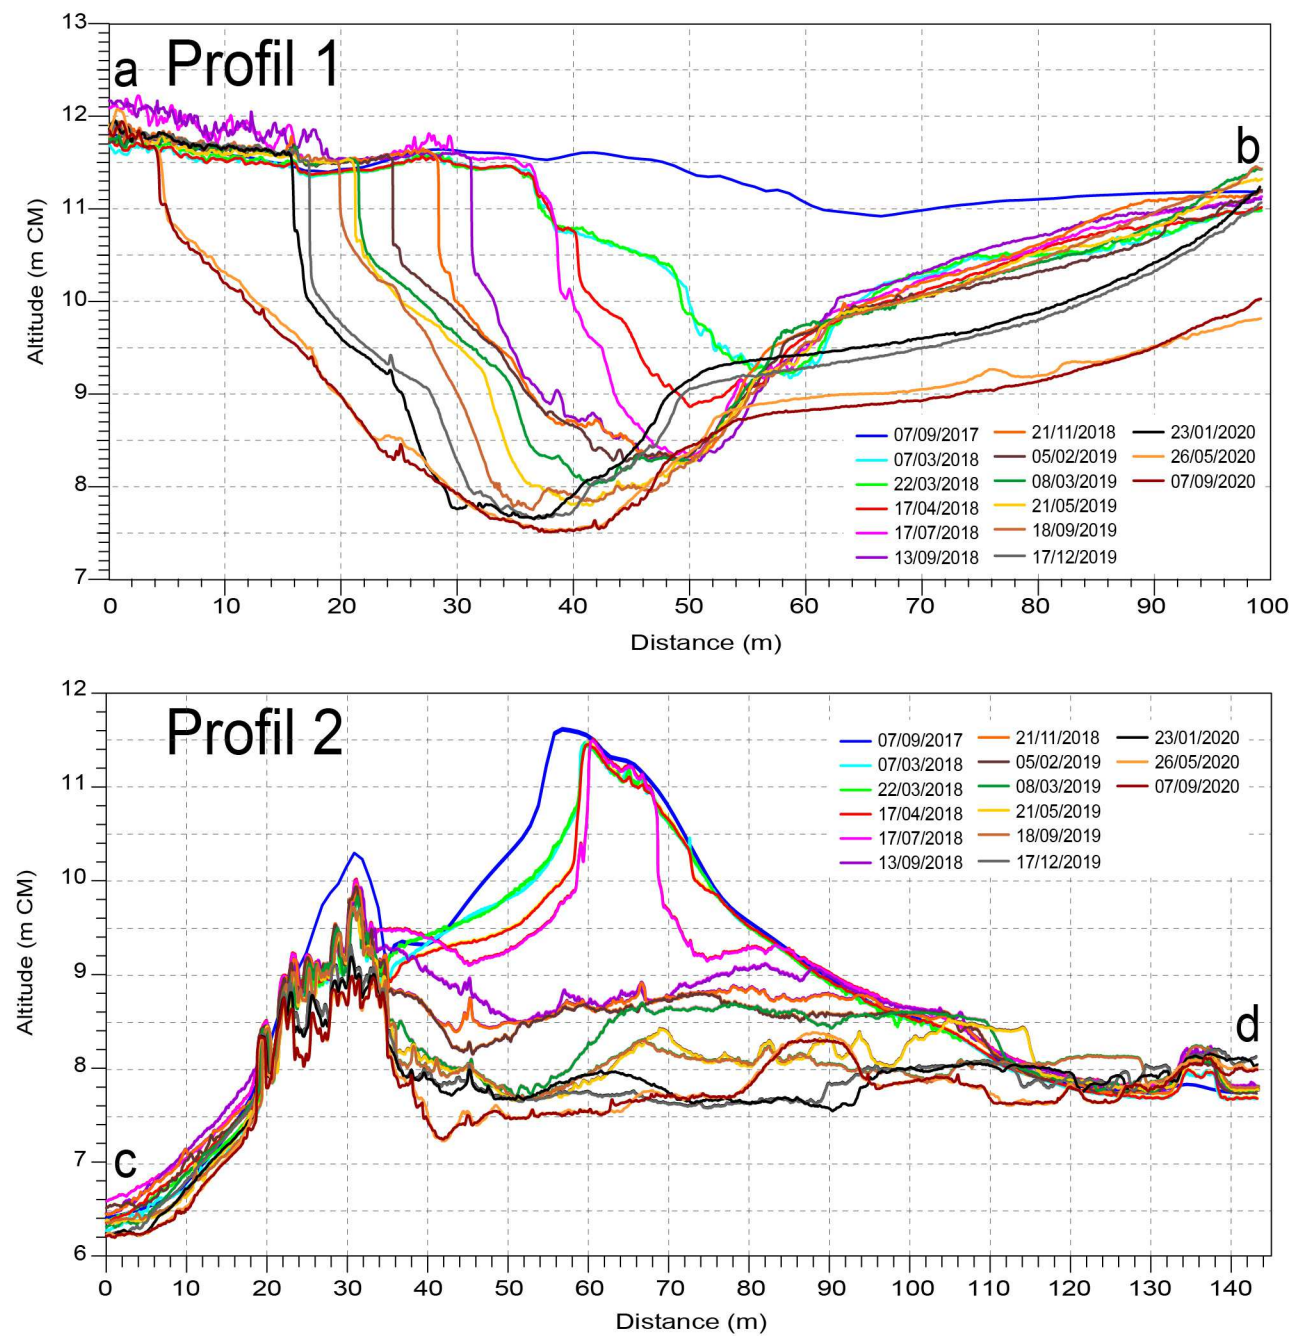 13
a Profil 1
12
b
11
10
9
8
7
Altitude (m CM)
07/09/2017 21/11/2018 23/01/2020
07/03/2018 05/02/2019 26/05/2020
22/03/2018 08/03/2019 07/09/2020
17/04/2018 21/05/2019
17/07/2018 18/09/2019
13/09/2018 17/12/2019
0 10 20 30 40 50 60 70 80 90 100
Distance (m)
12
Profil 2
11
10
9
8
7
6
Altitude (m CM)
07/09/2017 21/11/2018 23/01/2020
07/03/2018 05/02/2019 26/05/2020
22/03/2018 08/03/2019 07/09/2020
17/04/2018 21/05/2019
17/07/2018 18/09/2019
13/09/2018 17/12/2019
d
c
0 10 20 30 40 50 60 70 80 90 100 110 120 130 140
Distance (m)